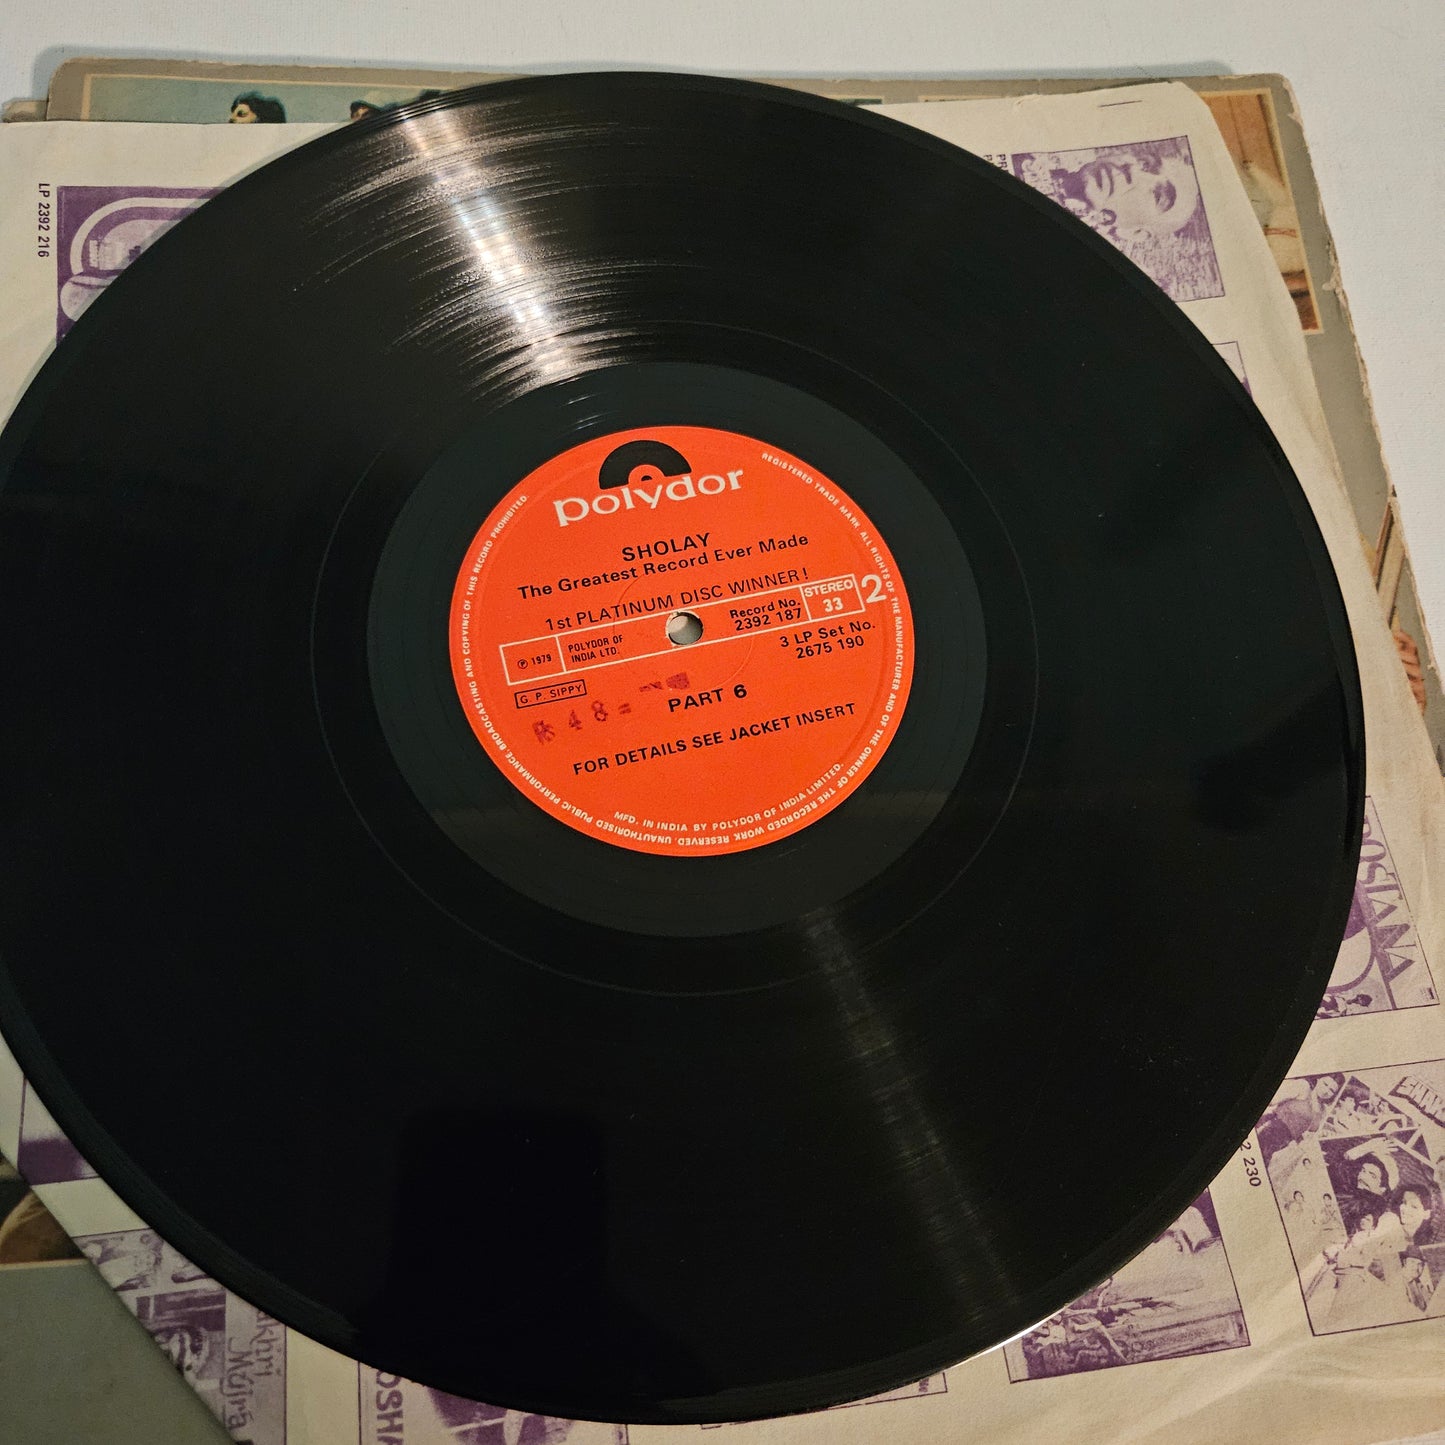 polydor
SHOLAY
The Greatest Record Ever Made
1st PLATINUM DISC WINNER !
Ⓟ 1979
POLYDOR OF
INDIA LTD.
Record No.
2392 187
STEREO
33
2
3 LP Set No.
2675 190
G. P. SIPPY
48=
PART 6
FOR DETAILS SEE JACKET INSERT
MFD. IN INDIA BY POLYDOR OF INDIA LIMITED.
REGISTERED TRADE MARK. ALL RIGHTS OF THE MANUFACTURER AND OF THE OWNER OF THE RECORDED WORK RESERVED. UNAUTHORISED PUBLIC PERFORMANCE BROADCASTING AND COPYING OF THIS RECORD PROHIBITED.
LP 2392 216
2 230